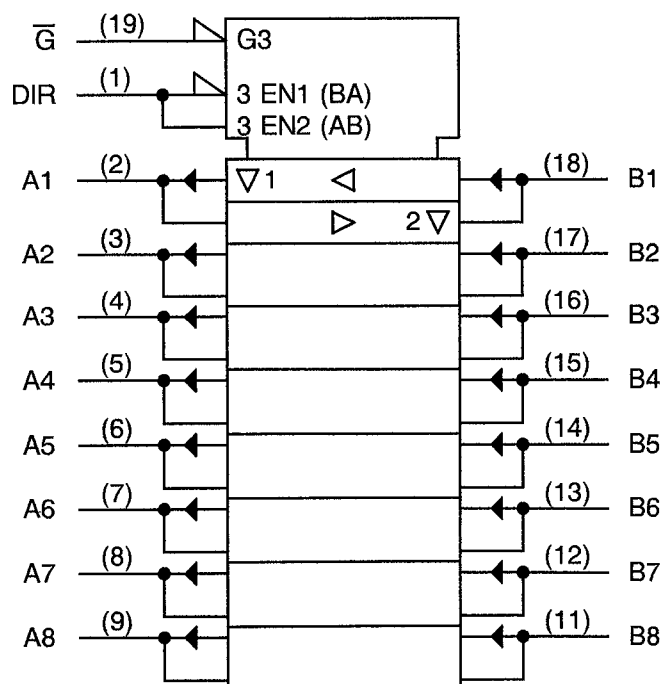 G̅ (19) G3
DIR (1) 3 EN1 (BA)
3 EN2 (AB)
A1 (2) ▽ 1 ◁ (18) B1
▷ 2 ▽
A2 (3) (17) B2
A3 (4) (16) B3
A4 (5) (15) B4
A5 (6) (14) B5
A6 (7) (13) B6
A7 (8) (12) B7
A8 (9) (11) B8